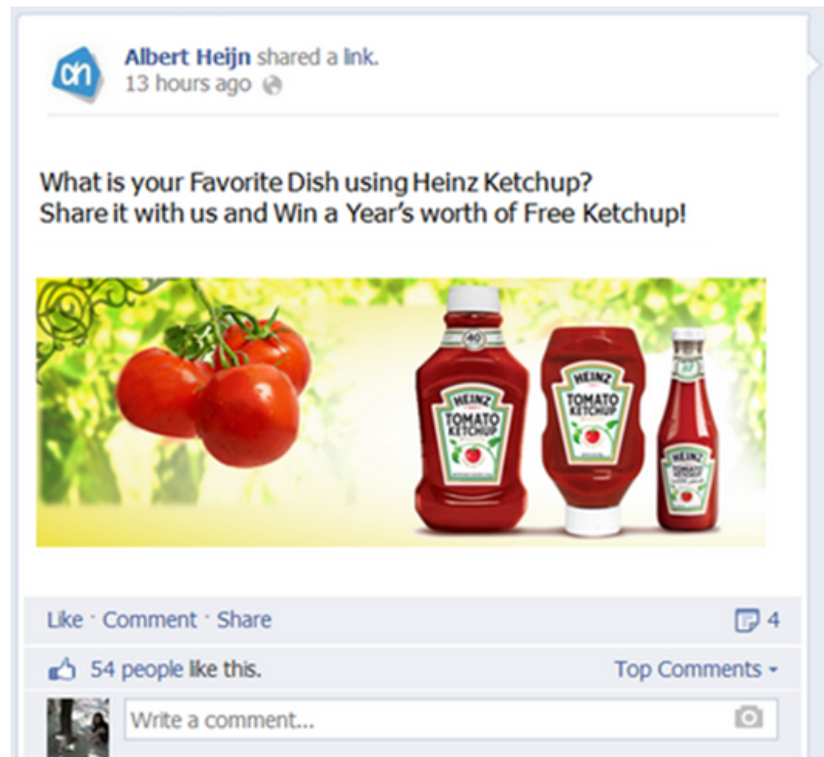 Albert Heijn shared a link.
13 hours ago
What is your Favorite Dish using Heinz Ketchup?
Share it with us and Win a Year's worth of Free Ketchup!
ah
40
HEINZ
TOMATO
KETCHUP
HEINZ
TOMATO
KETCHUP
HEINZ
TOMATO
KETCHUP
Like · Comment · Share
4
54 people like this.
Top Comments
Write a comment...